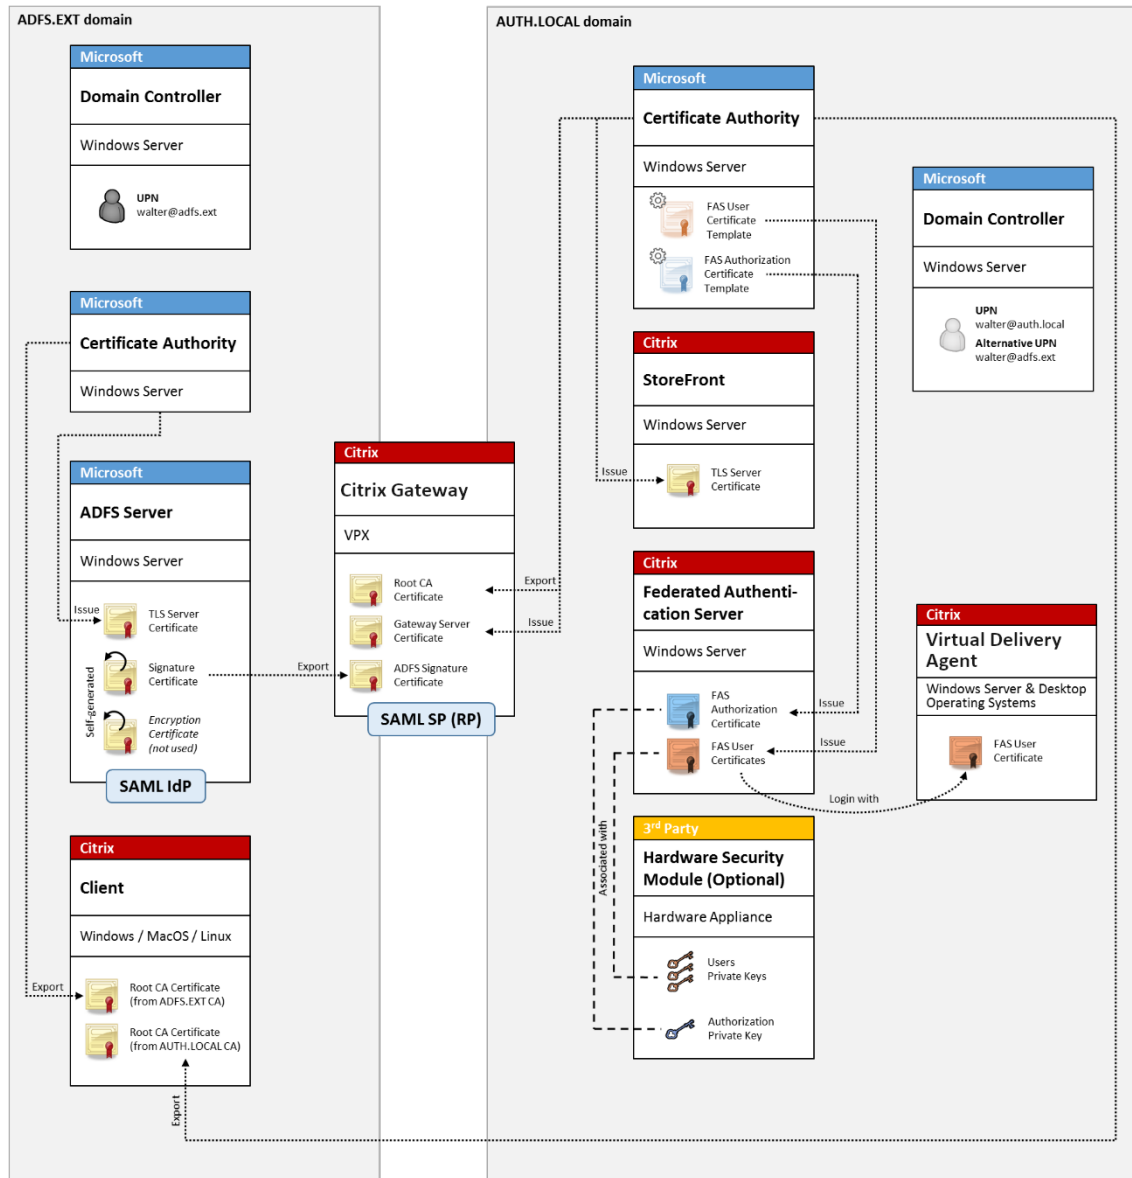 ADFS.EXT domain
Microsoft
Domain Controller
Windows Server
UPN
walter@adfs.ext
Microsoft
Certificate Authority
Windows Server
Microsoft
ADFS Server
Windows Server
Issue
TLS Server
Certificate
Self-generated
Signature
Certificate
Encryption
Certificate
(not used)
SAML IdP
Export
Citrix
Client
Windows / MacOS / Linux
Export
Root CA Certificate
(from ADFS.EXT CA)
Root CA Certificate
(from AUTH.LOCAL CA)
Export
Citrix
Citrix Gateway
VPX
Root CA
Certificate
Gateway Server
Certificate
ADFS Signature
Certificate
SAML SP (RP)
Export
Issue
AUTH.LOCAL domain
Microsoft
Certificate Authority
Windows Server
FAS User
Certificate
Template
FAS Authorization
Certificate
Template
Citrix
StoreFront
Windows Server
Issue
TLS Server
Certificate
Citrix
Federated Authenti-
cation Server
Windows Server
FAS
Authorization
Certificate
Issue
FAS User
Certificates
Issue
Login with
Associated with
3rd Party
Hardware Security
Module (Optional)
Hardware Appliance
Users
Private Keys
Authorization
Private Key
Microsoft
Domain Controller
Windows Server
UPN
walter@auth.local
Alternative UPN
walter@adfs.ext
Citrix
Virtual Delivery
Agent
Windows Server & Desktop
Operating Systems
FAS User
Certificate